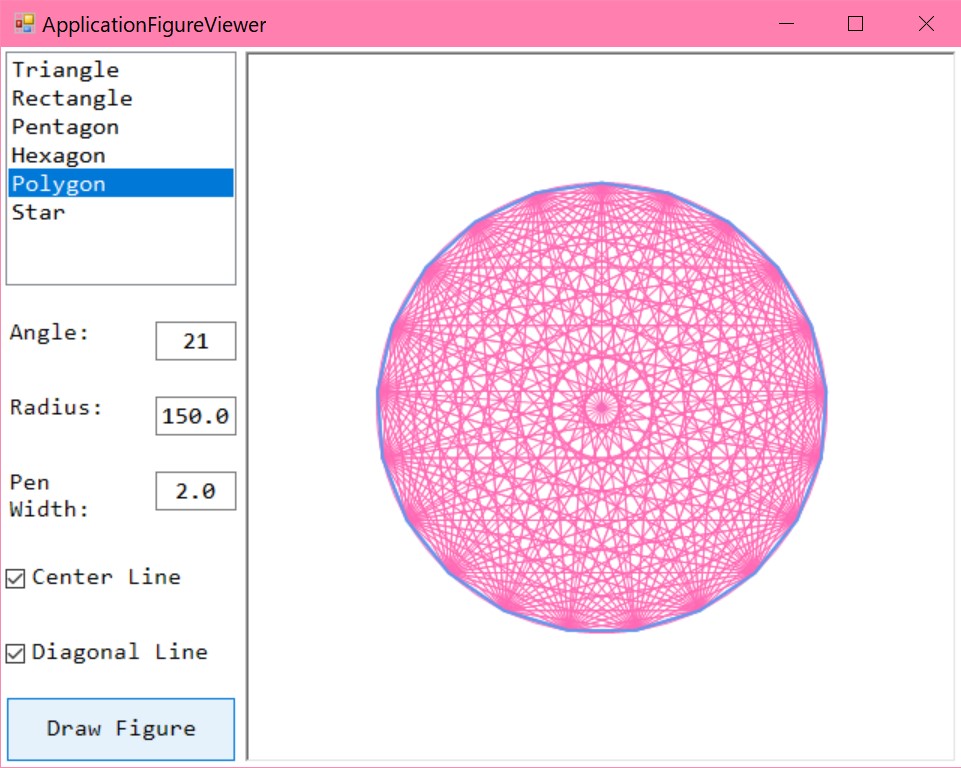 ApplicationFigureViewer
Triangle
Rectangle
Pentagon
Hexagon
Polygon
Star
Angle: 21
Radius: 150.0
Pen
Width: 2.0
Center Line
Diagonal Line
Draw Figure